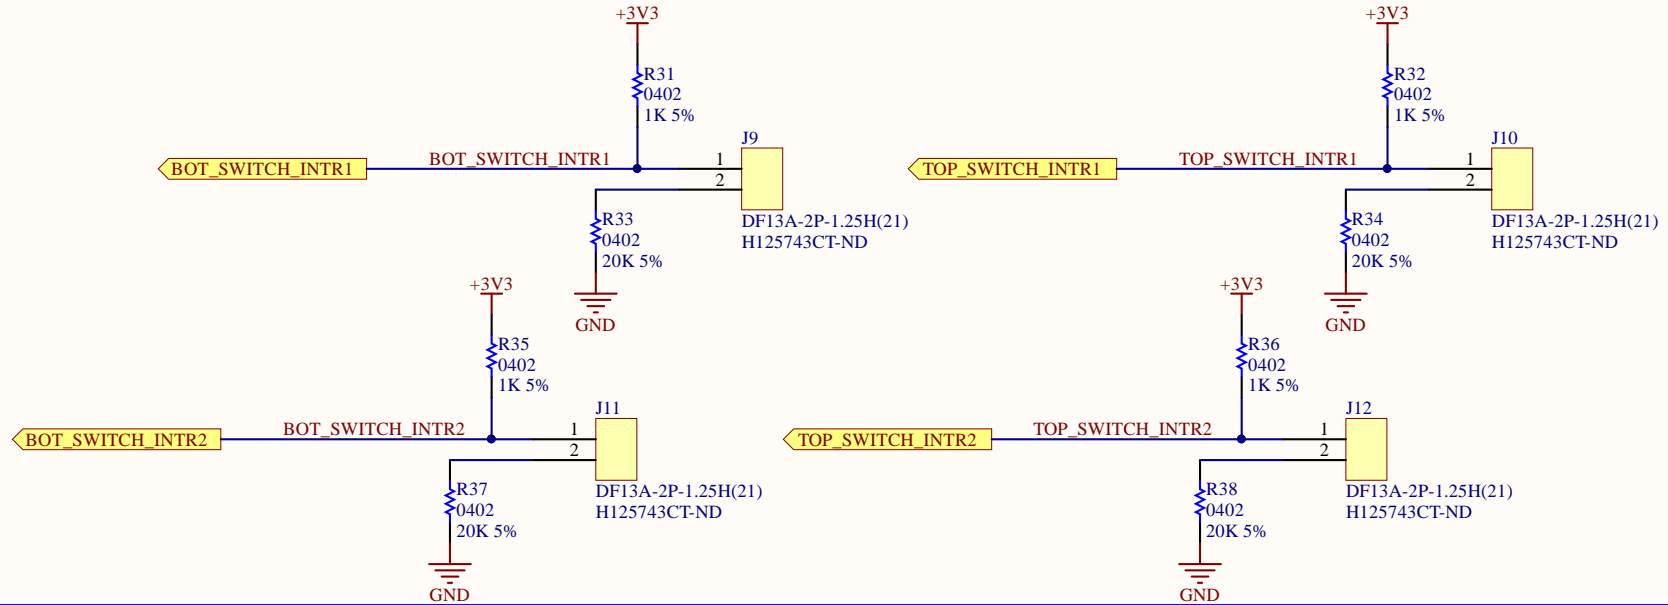 +3V3
R31
0402
1K 5%
J9
BOT_SWITCH_INTR1
BOT_SWITCH_INTR1
1
2
R33
0402
20K 5%
DF13A-2P-1.25H(21)
H125743CT-ND
GND
+3V3
R32
0402
1K 5%
J10
TOP_SWITCH_INTR1
TOP_SWITCH_INTR1
1
2
R34
0402
20K 5%
DF13A-2P-1.25H(21)
H125743CT-ND
GND
+3V3
R35
0402
1K 5%
J11
BOT_SWITCH_INTR2
BOT_SWITCH_INTR2
1
2
R37
0402
20K 5%
DF13A-2P-1.25H(21)
H125743CT-ND
GND
+3V3
R36
0402
1K 5%
J12
TOP_SWITCH_INTR2
TOP_SWITCH_INTR2
1
2
R38
0402
20K 5%
DF13A-2P-1.25H(21)
H125743CT-ND
GND